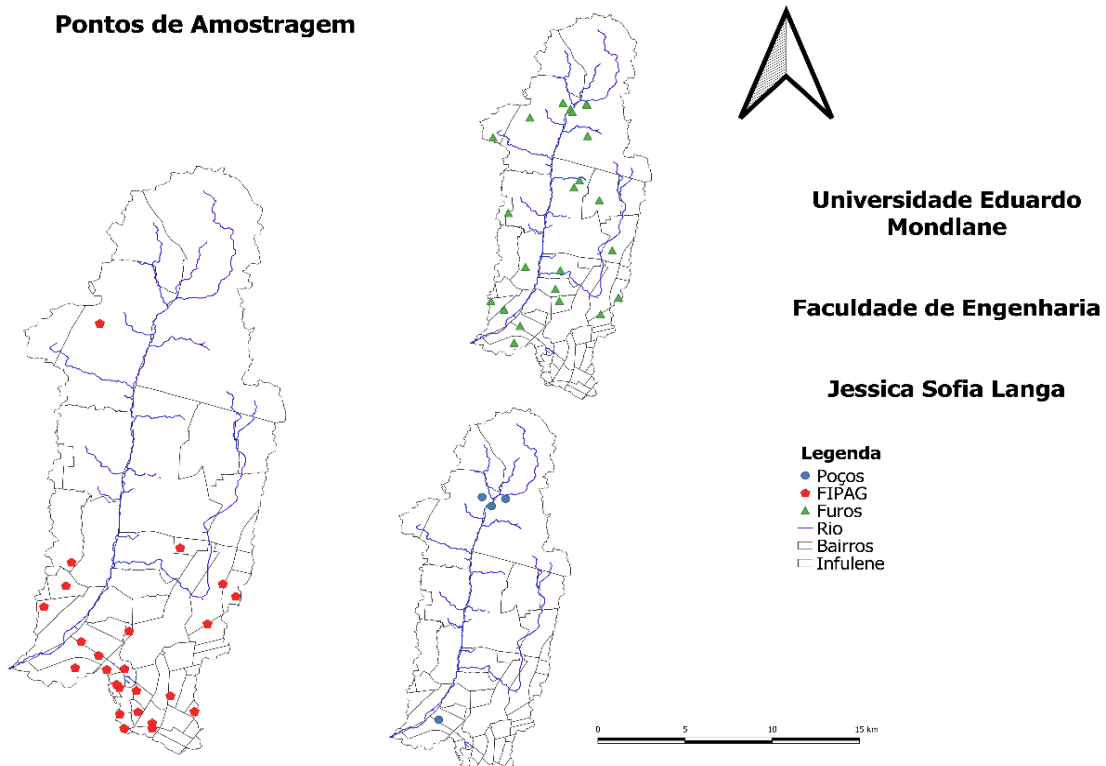 Pontos de Amostragem
Universidade Eduardo
Mondlane
Faculdade de Engenharia
Jessica Sofia Langa
Legenda
Poços
FIPAG
Furos
Rio
Bairros
Infulene
0 5 10 15 km